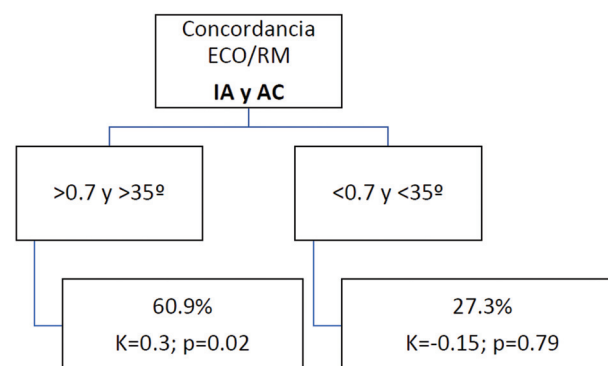 Concordancia
ECO/RM
IA y AC
>0.7 y >35º
<0.7 y <35º
60.9%
K=0.3; p=0.02
27.3%
K=-0.15; p=0.79